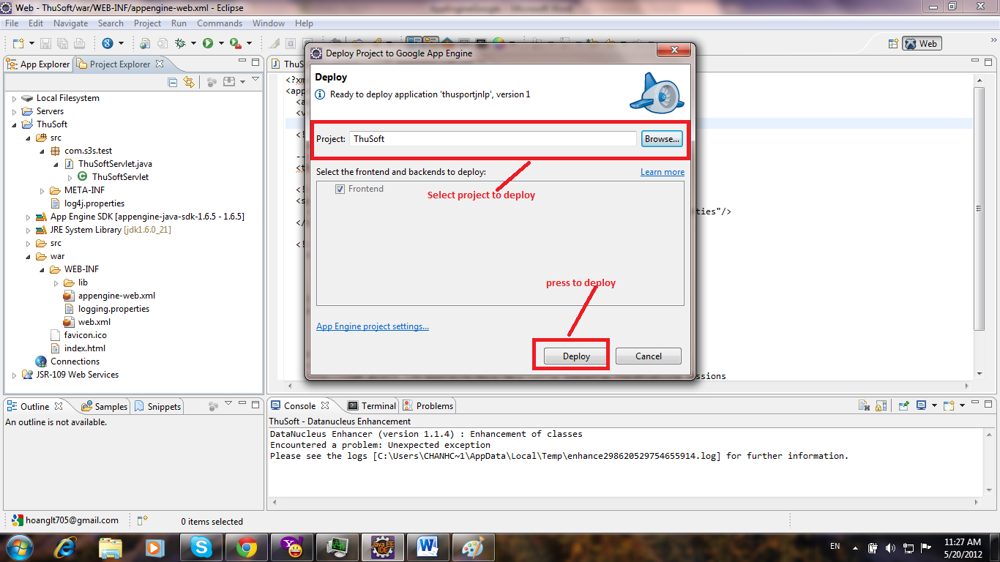 Web - ThuSoft/war/WEB-INF/appengine-web.xml - Eclipse
File Edit Navigate Search Project Run Commands Window Help
Web
App Explorer
Project Explorer
Local Filesystem
Servers
ThuSoft
src
com.s3s.test
ThuSoftServlet.java
ThuSoftServlet
META-INF
log4j.properties
App Engine SDK [appengine-java-sdk-1.6.5 - 1.6.5]
JRE System Library [jdk1.6.0_21]
src
war
WEB-INF
lib
appengine-web.xml
logging.properties
web.xml
favicon.ico
index.html
Connections
JSR-109 Web Services
<?xm
<app
<a
<v
<!
--
<t
<!
<s
ties"/>
</
<!
Deploy Project to Google App Engine
Deploy
Ready to deploy application 'thusportjnlp', version 1
Project: ThuSoft Browse...
Select the frontend and backends to deploy: Learn more
Frontend
Select project to deploy
press to deploy
App Engine project settings...
Deploy Cancel
Outline Samples Snippets
An outline is not available.
Console Terminal Problems
ThuSoft - Datanucleus Enhancement
DataNucleus Enhancer (version 1.1.4) : Enhancement of classes
Encountered a problem: Unexpected exception
Please see the logs [C:\Users\CHANHC~1\AppData\Local\Temp\enhance298620529754655914.log] for further information.
hoanglt705@gmail.com
0 items selected
Java EE
IDE
EN
11:27 AM
5/20/2012